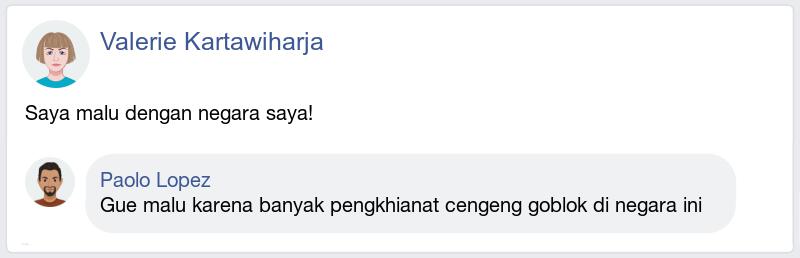 Valerie Kartawiharja
Saya malu dengan negara saya!
Paolo Lopez
Gue malu karena banyak pengkhianat cengeng goblok di negara ini